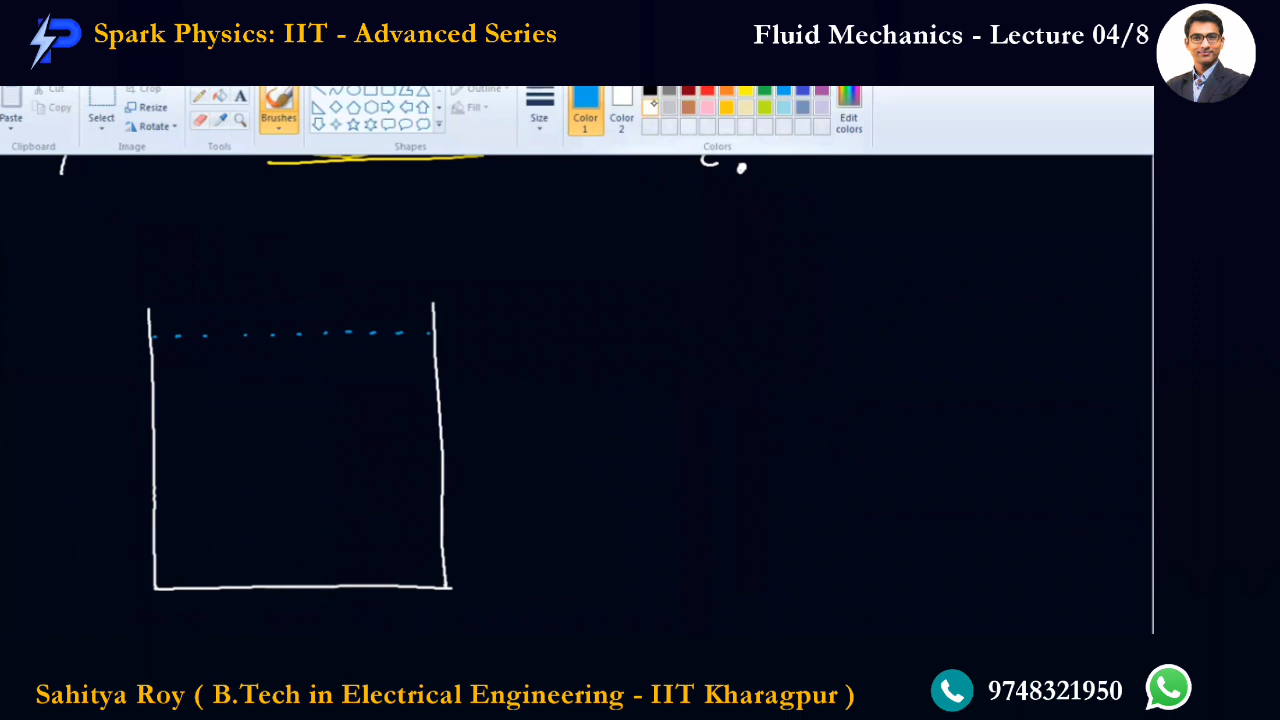 Spark Physics: IIT - Advanced Series
Fluid Mechanics - Lecture 04/8
Cut
Crop
Outline
Paste
Copy
Select
Resize
Rotate
Brushes
Fill
Size
Color 1
Color 2
Edit colors
Clipboard
Image
Tools
Shapes
Colors
Sahitya Roy ( B.Tech in Electrical Engineering - IIT Kharagpur )
9748321950